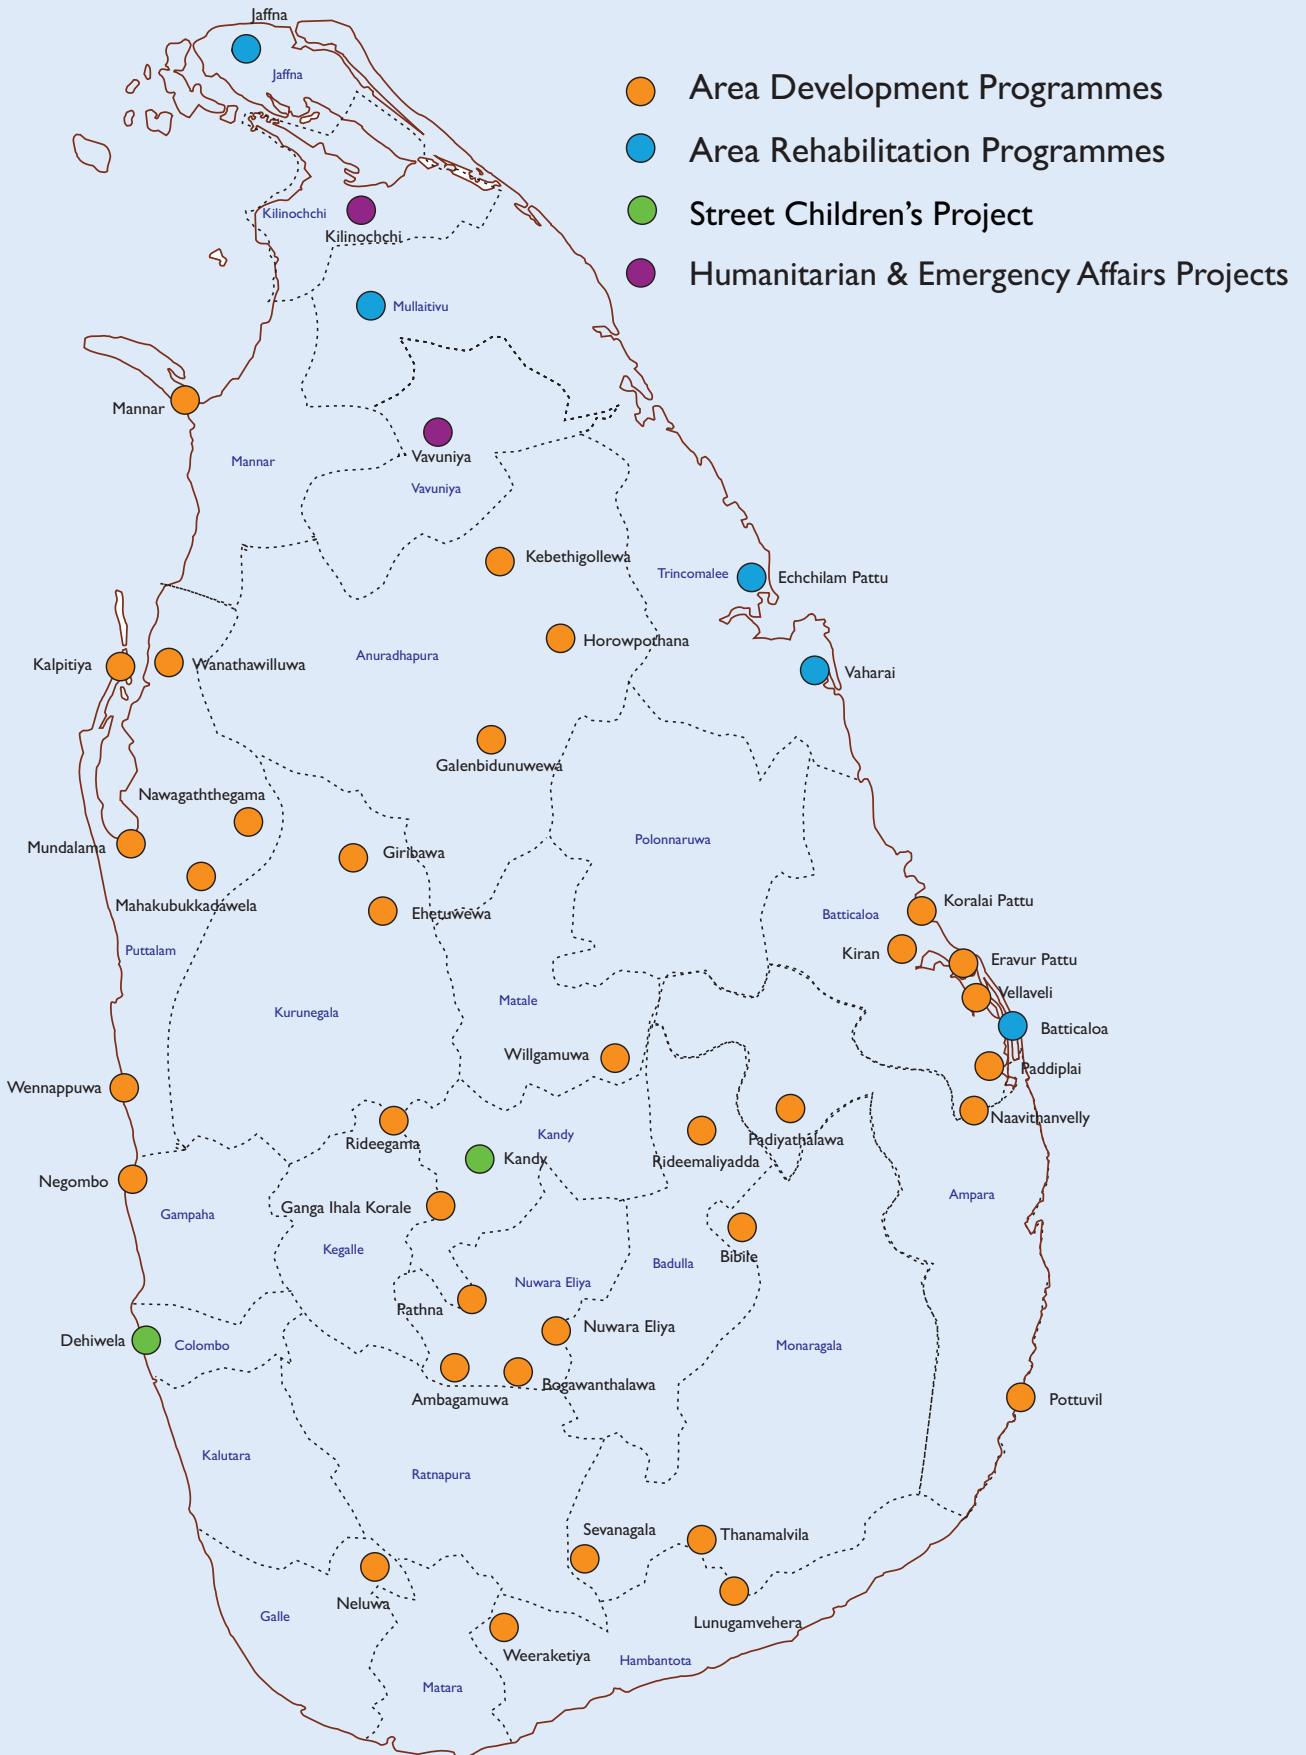 Jaffna
Jaffna
Area Development Programmes
Area Rehabilitation Programmes
Street Children’s Project
Humanitarian & Emergency Affairs Projects
Kilinochchi
Kilinochchi
Mullaitivu
Mannar
Mannar
Vavuniya
Vavuniya
Kebethigollewa
Trincomalee
Echchilam Pattu
Horowpothana
Anuradhapura
Kalpitiya
Wanathawilluwa
Vaharai
Galenbidunuwewa
Nawagaththegama
Mundalama
Giribawa
Polonnaruwa
Mahakubukkadawela
Ehetuwewa
Koralai Pattu
Batticaloa
Puttalam
Kiran
Eravur Pattu
Vellaveli
Matale
Kurunegala
Batticaloa
Willgamuwa
Paddiplai
Wennappuwa
Naavithanvelly
Rideegama
Kandy
Padiyathalawa
Kandy
Rideemaliyadda
Negombo
Ampara
Ganga Ihala Korale
Gampaha
Kegalle
Bibile
Badulla
Nuwara Eliya
Pathna
Nuwara Eliya
Dehiwela
Colombo
Monaragala
Bogawanthalawa
Ambagamuwa
Pottuvil
Kalutara
Ratnapura
Sevanagala
Thanamalvila
Neluwa
Galle
Lunugamvehera
Weeraketiya
Hambantota
Matara